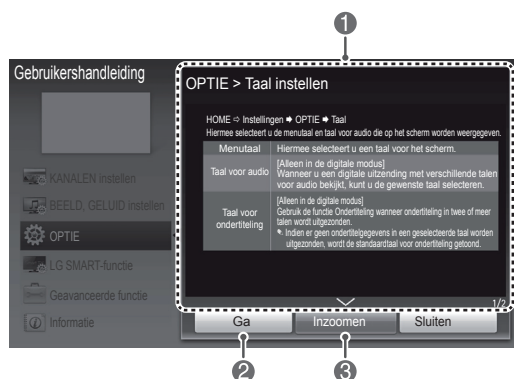 1
Gebruikershandleiding
KANALEN instellen
BEELD, GELUID instellen
OPTIE
LG SMART-functie
Geavanceerde functie
Informatie
OPTIE > Taal instellen
HOME ⇨ Instellingen ➡ OPTIE ➡ Taal
Hiermee selecteert u de menutaal en taal voor audio die op het scherm worden weergegeven.
Menutaal Hiermee selecteert u een taal voor het scherm.
Taal voor audio
[Alleen in de digitale modus]
Wanneer u een digitale uitzending met verschillende talen
voor audio bekijkt, kunt u de gewenste taal selecteren.
Taal voor
ondertiteling
[Alleen in de digitale modus]
Gebruik de functie Ondertiteling wanneer ondertiteling in twee of meer
talen wordt uitgezonden.
Indien er geen ondertitelgegevens in een geselecteerde taal worden
uitgezonden, wordt de standaardtaal voor ondertiteling getoond.
1/2
Ga Inzoomen Sluiten
2 3